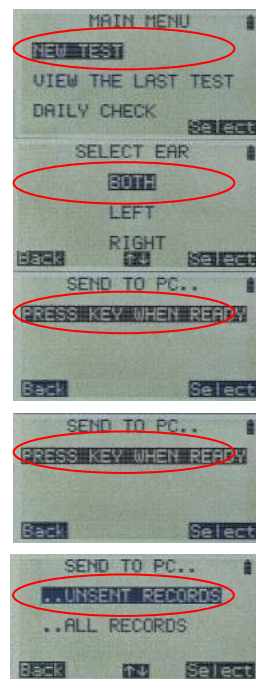 MAIN MENU
NEW TEST
VIEW THE LAST TEST
DAILY CHECK
Select
SELECT EAR
BOTH
LEFT
RIGHT
Back ↑↓ Select
SEND TO PC..
PRESS KEY WHEN READY
Back Select
SEND TO PC..
PRESS KEY WHEN READY
Back Select
SEND TO PC..
..UNSENT RECORDS
..ALL RECORDS
Back ↑↓ Select